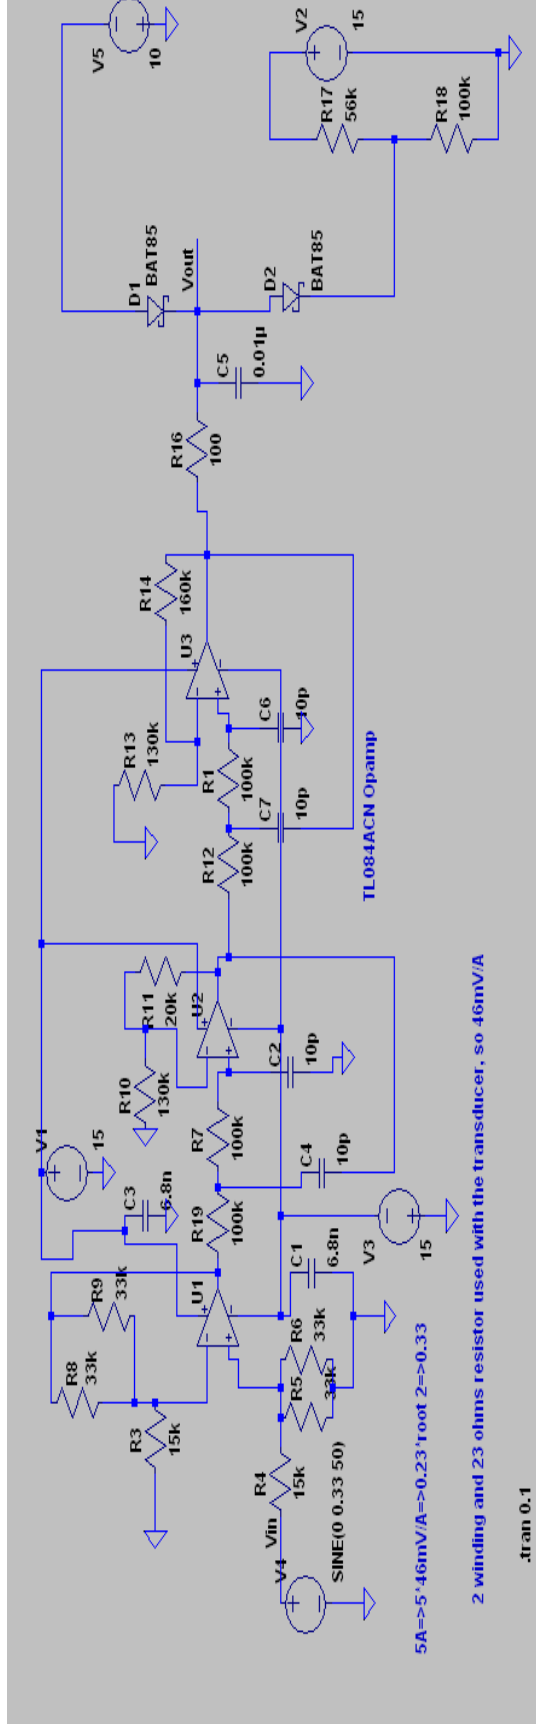 V5
10
V2
15
R17
56k
R18
100k
D1
BAT85
Vout
D2
BAT85
C5
0.01µ
R16
100
R14
160k
U3
+
−
−
+
R13
130k
R1
100k
C6
10p
C7
10p
R12
100k
TL084ACN Opamp
R11
20k
U2
+
−
−
+
R10
130k
C2
10p
R7
100k
C4
10p
V1
15
C3
6.8n
R19
100k
R9
33k
R8
33k
U1
+
−
−
+
R3
15k
C1
6.8n
V3
15
R6
33k
R5
33k
R4
15k
Vin
V4
SINE(0 0.33 50)
5A=>5*46mV/A=>0.23*root 2=>0.33
2 winding and 23 ohms resistor used with the transducer, so 46mV/A
.tran 0.1